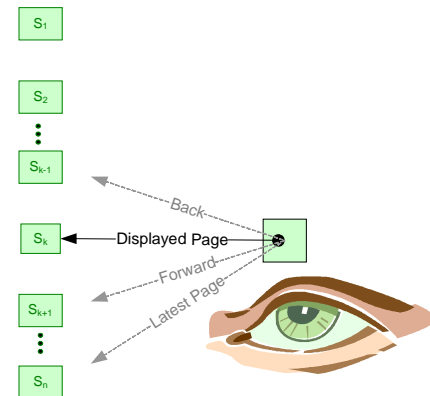 S₁
S₂
Sₖ₋₁
Back
Sₖ
Displayed Page
Forward
Sₖ₊₁
Latest Page
Sₙ